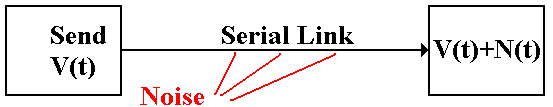 Send
V(t)
Serial Link
V(t)+N(t)
Noise